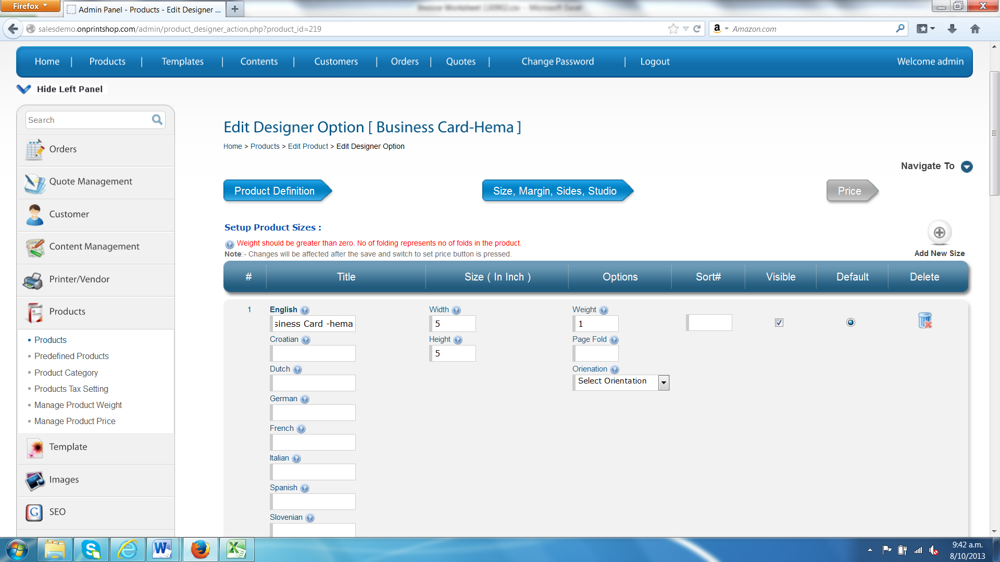 Firefox
Admin Panel - Products - Edit Designer ...
Invoice Worksheet 130902.csv - Microsoft Excel
salesdemo.onprintshop.com/admin/product_designer_action.php?product_id=219
Amazon.com
Home | Products | Templates | Contents | Customers | Orders | Quotes | Change Password | Logout
Welcome admin
Hide Left Panel
Search
Orders
Quote Management
Customer
Content Management
Printer/Vendor
Products
Products
Predefined Products
Product Category
Products Tax Setting
Manage Product Weight
Manage Product Price
Template
Images
SEO
Edit Designer Option [ Business Card-Hema ]
Home > Products > Edit Product > Edit Designer Option
Navigate To
Product Definition
Size, Margin, Sides, Studio
Price
Setup Product Sizes :
Weight should be greater than zero. No of folding represents no of folds in the product.
Note:- Changes will be affected after the save and switch to set price button is pressed.
Add New Size
# Title Size ( In Inch ) Options Sort# Visible Default Delete
1
English
siness Card -hema
Croatian
Dutch
German
French
Italian
Spanish
Slovenian
Width
5
Height
5
Weight
1
Page Fold
Orienation
Select Orientation
9:42 a.m.
8/10/2013